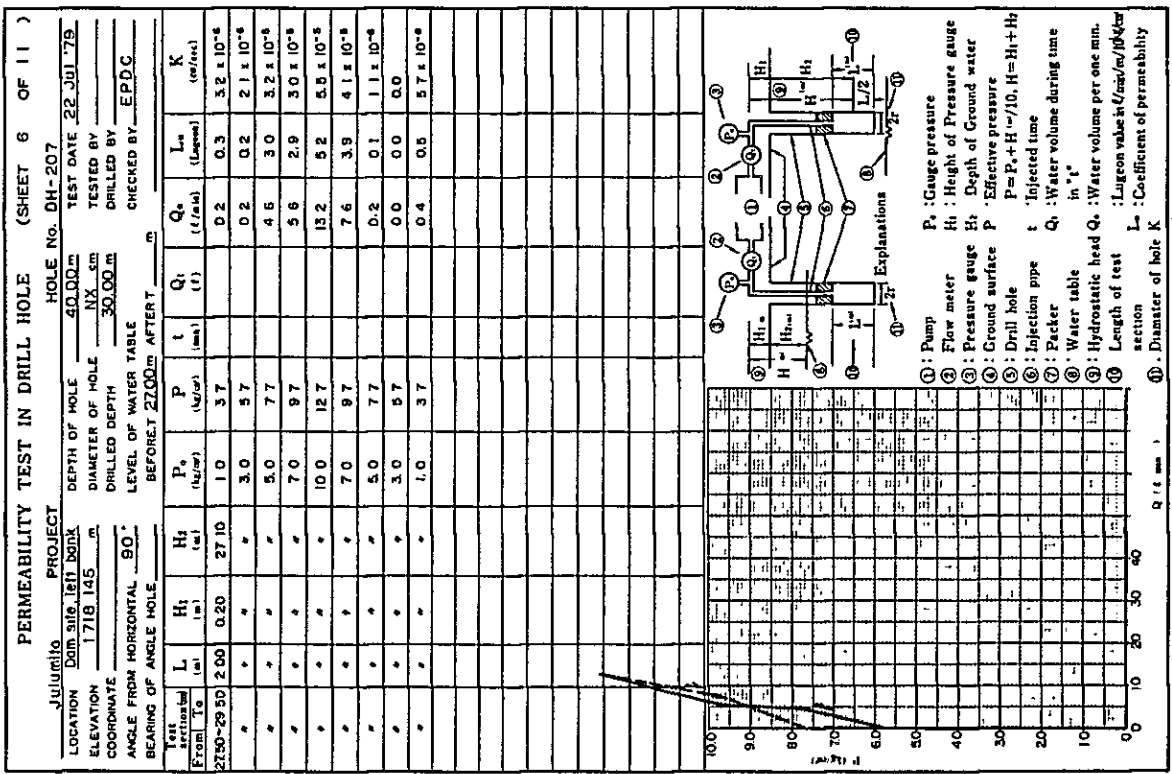 PERMEABILITY TEST IN DRILL HOLE (SHEET 6 OF 11)
Julumito PROJECT HOLE No. DH-207
LOCATION Dam site, left bank DEPTH OF HOLE 40.00 m TEST DATE 22 Jul '79
ELEVATION 1718 145 m DIAMETER OF HOLE NX cm TESTED BY
COORDINATE DRILLED DEPTH 30.00 m DRILLED BY
ANGLE FROM HORIZONTAL 90° LEVEL OF WATER TABLE CHECKED BY EPDC
BEARING OF ANGLE HOLE BEFORE.T 27.00 m AFTER T m
Test section(m) L H₁ H₂ P₀ P t Qt Q₀ Lu K
From To (m) (m) (m) (kg/cm²) (kg/cm²) (min) (ℓ) (ℓ/min) (Lugeon) (cm/sec)
27.50-29 50 2 00 0.20 27 10 1 0 3 7 0 2 0.3 3.2 x 10⁻⁶
〃 〃 〃 〃 3.0 5 7 0.2 0.2 2 1 x 10⁻⁶
〃 〃 〃 〃 5.0 7 7 4 6 3 0 3.2 x 10⁻⁵
〃 〃 〃 〃 7 0 9 7 5 6 2.9 3 0 x 10⁻⁵
〃 〃 〃 〃 10 0 12 7 13 2 5 2 5.5 x 10⁻⁵
〃 〃 〃 〃 7 0 9 7 7 6 3.9 4 1 x 10⁻⁵
〃 〃 〃 〃 5.0 7 7 0.2 0 1 1 1 x 10⁻⁶
〃 〃 〃 〃 3.0 5 7 0 0 0 0 0.0
〃 〃 〃 〃 1.0 3 7 0 4 0.5 5 7 x 10⁻⁶
10.0
9.0
8.0
7.0
6.0
5.0
4.0
3.0
2.0
1.0
0
P (kg/cm²)
0 10 20 30 40
Explanations
① : Pump
② Flow meter
③ : Pressure gauge
④ : Ground surface
⑤ : Drill hole
⑥ : Injection pipe
⑦ : Packer
⑧ Water table
⑨ : Hydrostatic head
⑩ Length of test
section
⑪ . Diamater of hole
P₀ : Gauge pressure
H₁ : Height of Pressure gauge
H₂ Depth of Ground water
P : Effective pressure
P = P₀ + H/10, H = H₁ + H₂
t : Injected time
Qt : Water volume during time
in "t"
Q₀ : Water volume per one min.
K : Coefficient of permeability